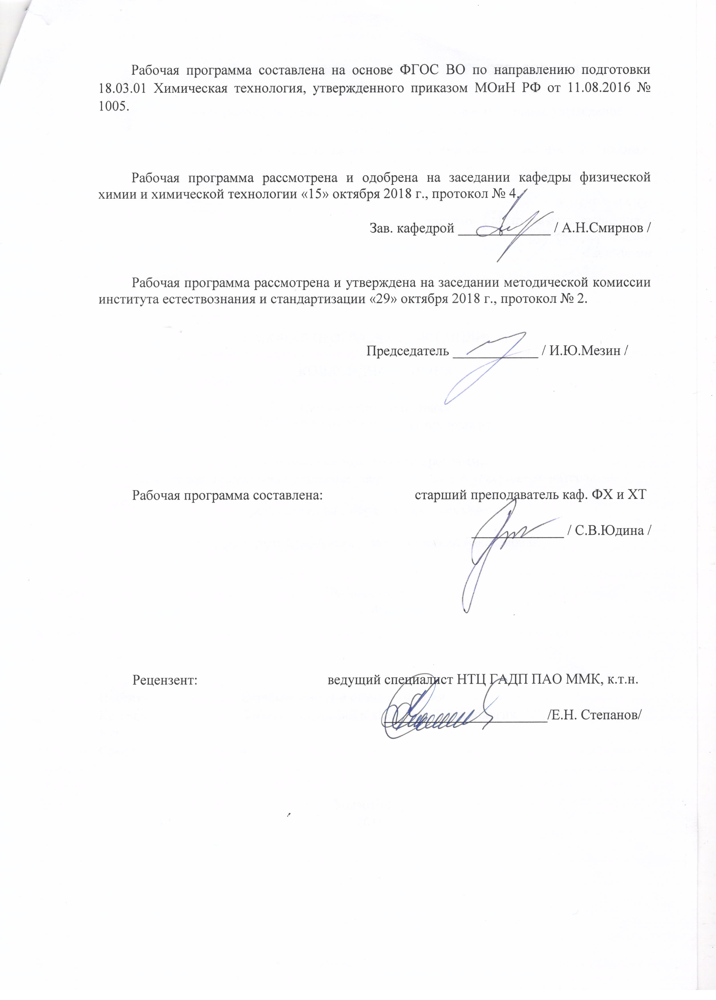 Рабочая программа составлена на основе ФГОС ВО по направлению подготовки
18.03.01 Химическая технология, утвержденного приказом МОиН РФ от 11.08.2016 №
1005.
Рабочая программа рассмотрена и одобрена на заседании кафедры физической
химии и химической технологии «15» октября 2018 г., протокол № 4.
Зав. кафедрой _____________ / А.Н.Смирнов /
Рабочая программа рассмотрена и утверждена на заседании методической комиссии
института естествознания и стандартизации «29» октября 2018 г., протокол № 2.
Председатель ____________ / И.Ю.Мезин /
Рабочая программа составлена: старший преподаватель каф. ФХ и ХТ
_____________ / С.В.Юдина /
Рецензент: ведущий специалист НТЦ ГАДП ПАО ММК, к.т.н.
_______________________/Е.Н. Степанов/